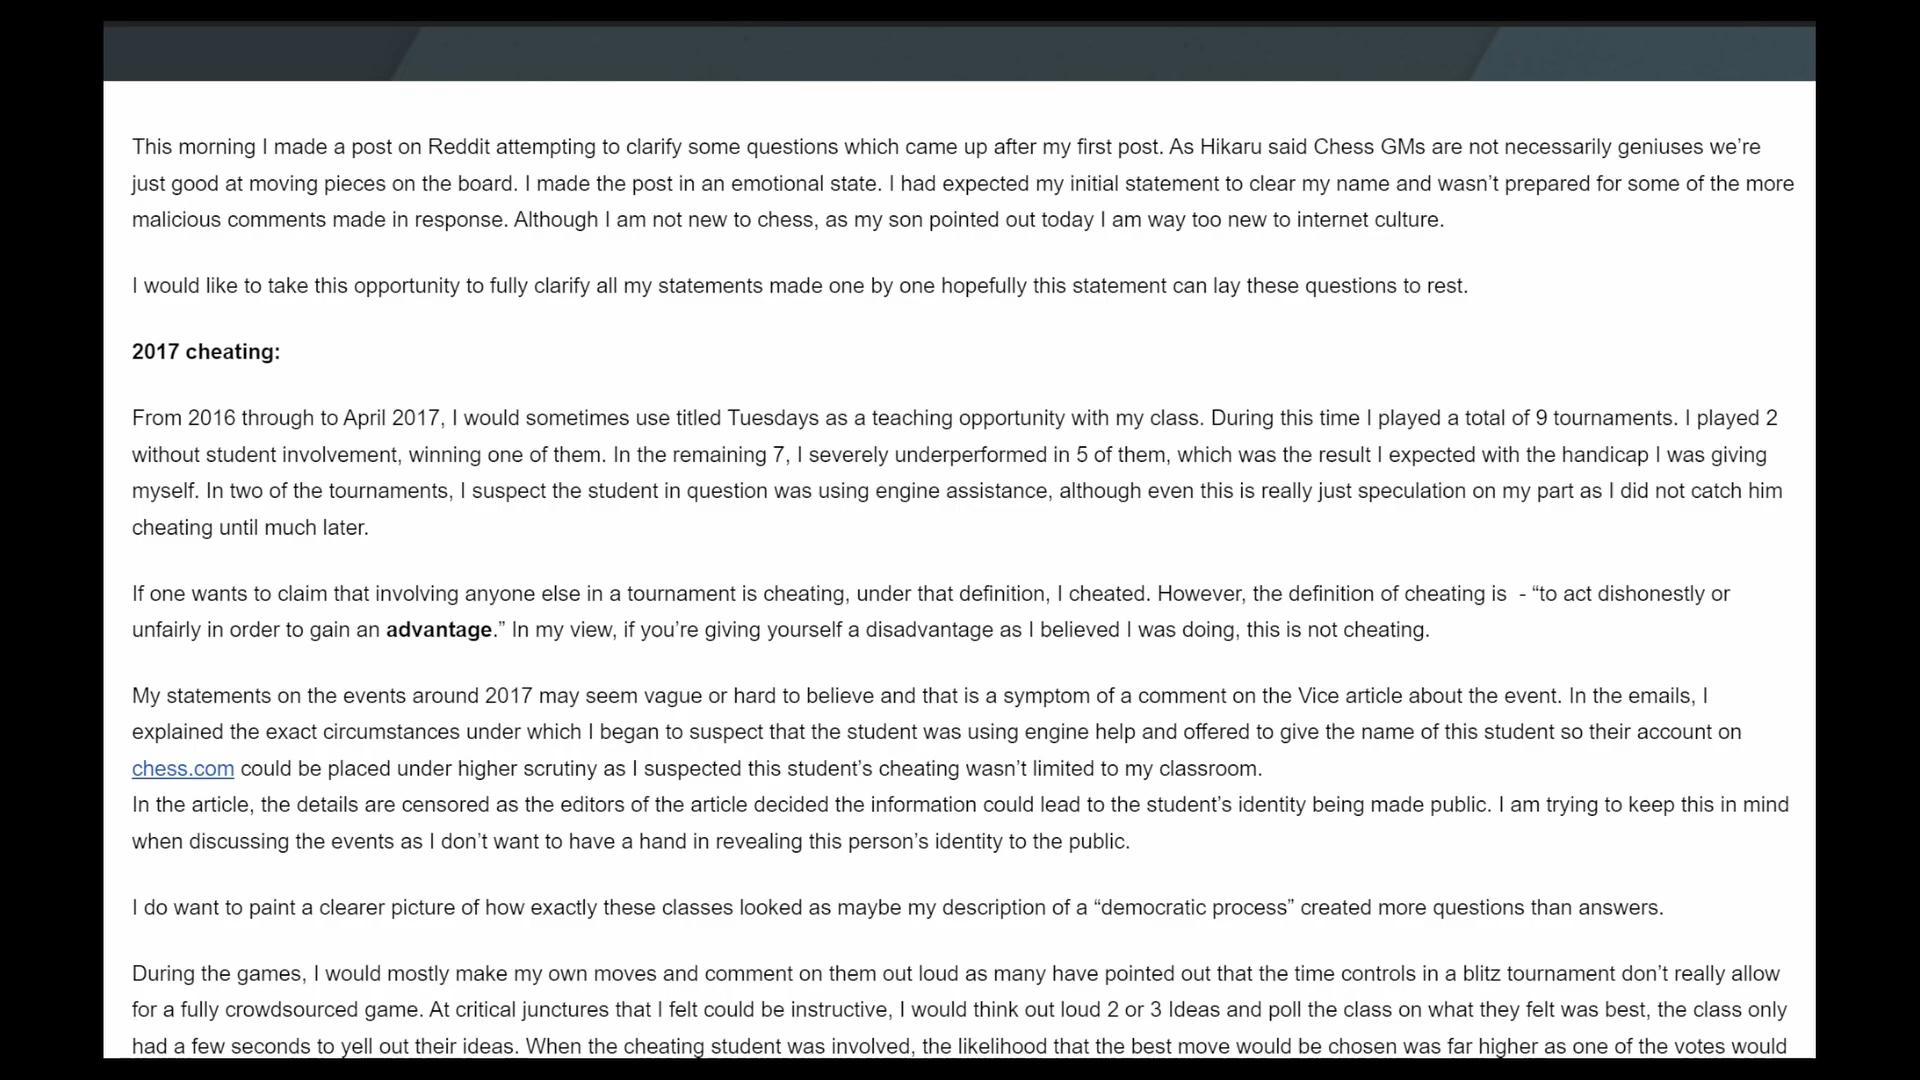 This morning I made a post on Reddit attempting to clarify some questions which came up after my first post. As Hikaru said Chess GMs are not necessarily geniuses we’re
just good at moving pieces on the board. I made the post in an emotional state. I had expected my initial statement to clear my name and wasn’t prepared for some of the more
malicious comments made in response. Although I am not new to chess, as my son pointed out today I am way too new to internet culture.
I would like to take this opportunity to fully clarify all my statements made one by one hopefully this statement can lay these questions to rest.
2017 cheating:
From 2016 through to April 2017, I would sometimes use titled Tuesdays as a teaching opportunity with my class. During this time I played a total of 9 tournaments. I played 2
without student involvement, winning one of them. In the remaining 7, I severely underperformed in 5 of them, which was the result I expected with the handicap I was giving
myself. In two of the tournaments, I suspect the student in question was using engine assistance, although even this is really just speculation on my part as I did not catch him
cheating until much later.
If one wants to claim that involving anyone else in a tournament is cheating, under that definition, I cheated. However, the definition of cheating is  - “to act dishonestly or
unfairly in order to gain an advantage.” In my view, if you’re giving yourself a disadvantage as I believed I was doing, this is not cheating.
My statements on the events around 2017 may seem vague or hard to believe and that is a symptom of a comment on the Vice article about the event. In the emails, I
explained the exact circumstances under which I began to suspect that the student was using engine help and offered to give the name of this student so their account on
chess.com could be placed under higher scrutiny as I suspected this student’s cheating wasn’t limited to my classroom.
In the article, the details are censored as the editors of the article decided the information could lead to the student’s identity being made public. I am trying to keep this in mind
when discussing the events as I don’t want to have a hand in revealing this person’s identity to the public.
I do want to paint a clearer picture of how exactly these classes looked as maybe my description of a “democratic process” created more questions than answers.
During the games, I would mostly make my own moves and comment on them out loud as many have pointed out that the time controls in a blitz tournament don’t really allow
for a fully crowdsourced game. At critical junctures that I felt could be instructive, I would think out loud 2 or 3 Ideas and poll the class on what they felt was best, the class only
had a few seconds to yell out their ideas. When the cheating student was involved, the likelihood that the best move would be chosen was far higher as one of the votes would